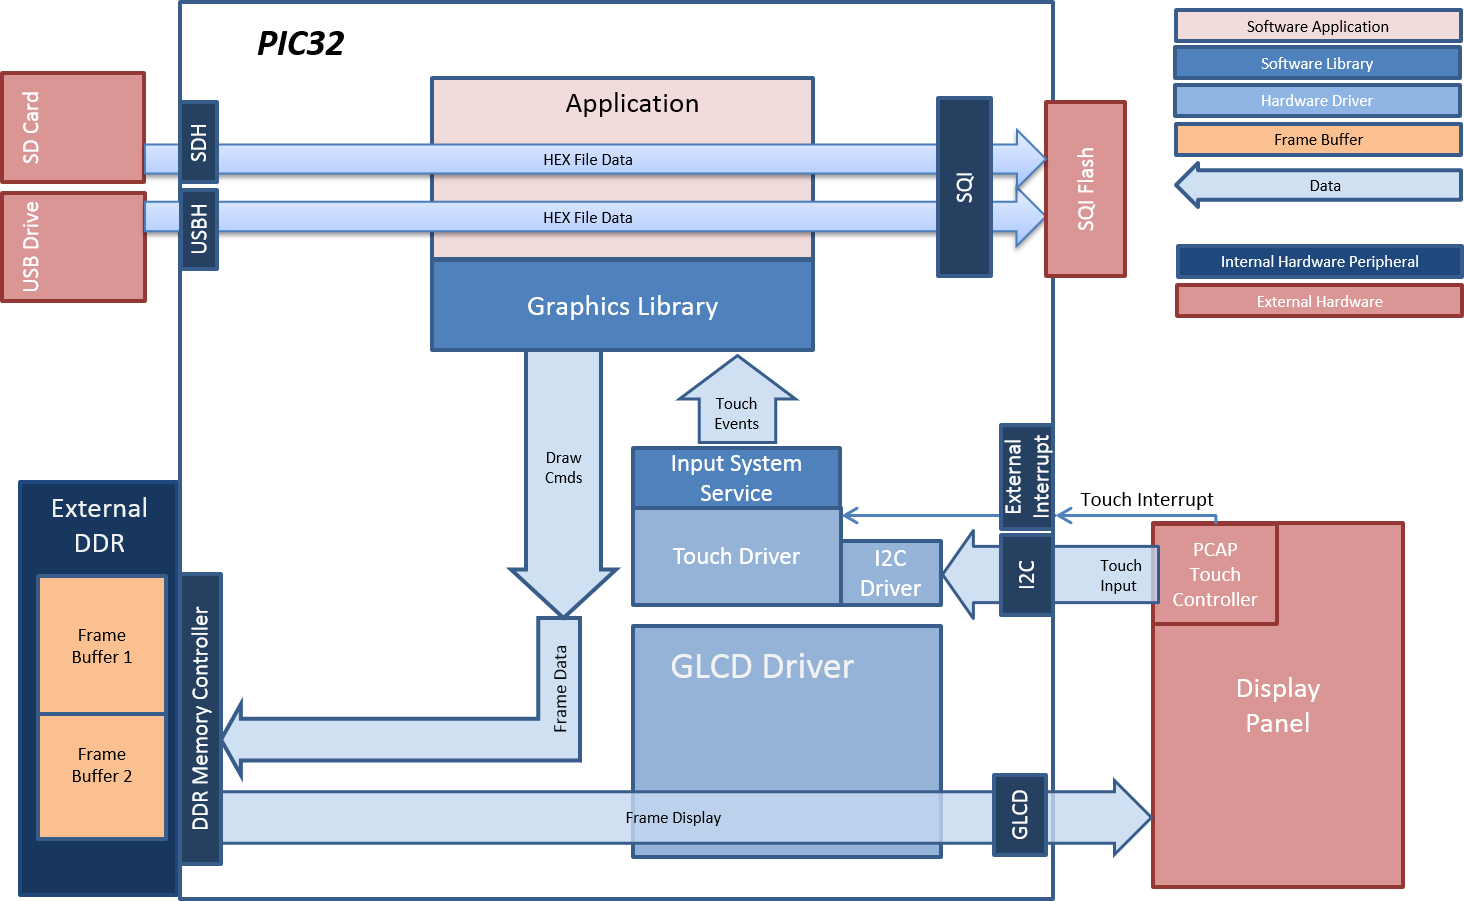 PIC32
Software Application
Software Library
Hardware Driver
Frame Buffer
Data
Internal Hardware Peripheral
External Hardware
SD Card
USB Drive
SDH
USBH
Application
HEX File Data
HEX File Data
Graphics Library
SQI
SQI Flash
Touch
Events
Draw
Cmds
Input System
Service
Touch Driver
I2C
Driver
External
Interrupt
I2C
Touch Interrupt
Touch
Input
PCAP
Touch
Controller
Display
Panel
External
DDR
Frame
Buffer 1
Frame
Buffer 2
DDR Memory Controller
Frame Data
GLCD Driver
Frame Display
GLCD